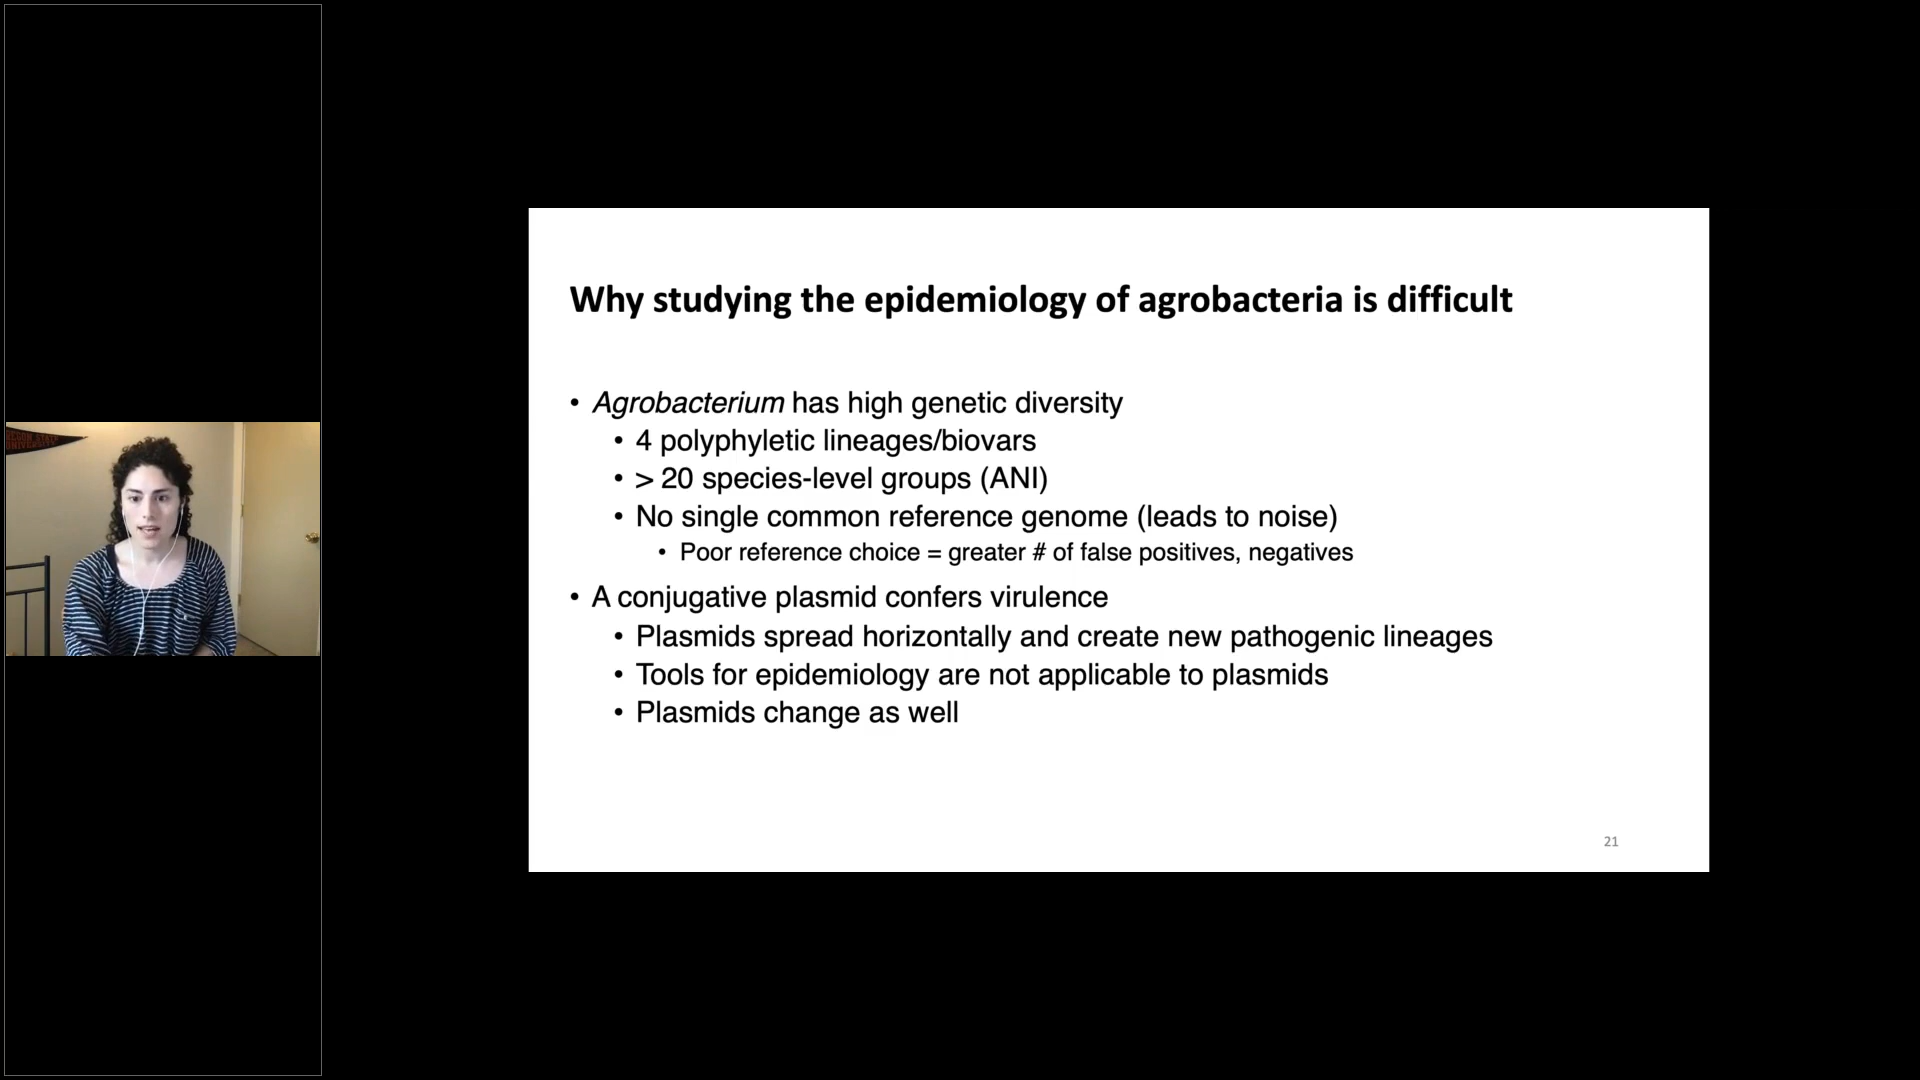 UNIVERSITY
Why studying the epidemiology of agrobacteria is difficult
• Agrobacterium has high genetic diversity
• 4 polyphyletic lineages/biovars
• > 20 species-level groups (ANI)
• No single common reference genome (leads to noise)
• Poor reference choice = greater # of false positives, negatives
• A conjugative plasmid confers virulence
• Plasmids spread horizontally and create new pathogenic lineages
• Tools for epidemiology are not applicable to plasmids
• Plasmids change as well
21